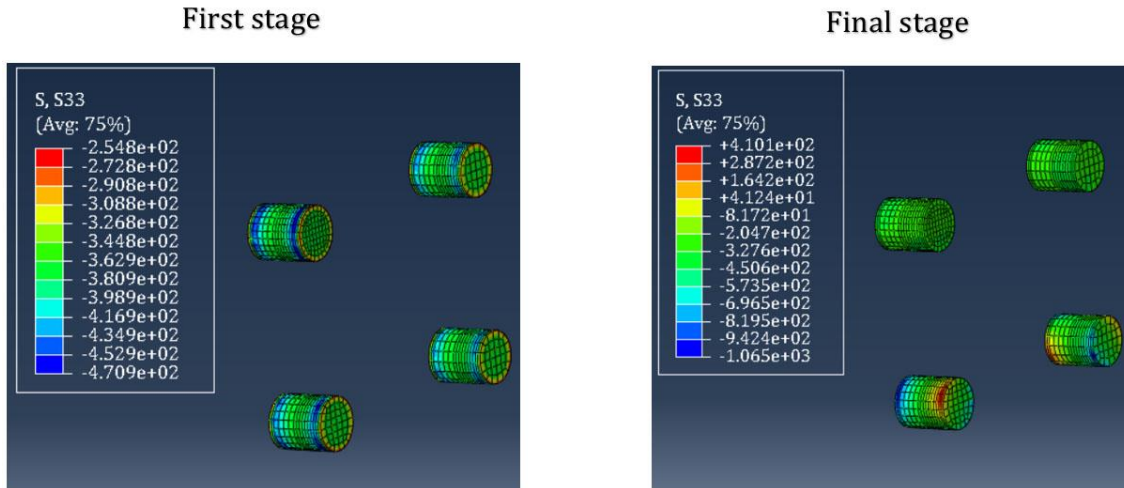 First stage
Final stage
S, S33
(Avg: 75%)
-2.548e+02
-2.728e+02
-2.908e+02
-3.088e+02
-3.268e+02
-3.448e+02
-3.629e+02
-3.809e+02
-3.989e+02
-4.169e+02
-4.349e+02
-4.529e+02
-4.709e+02
S, S33
(Avg: 75%)
+4.101e+02
+2.872e+02
+1.642e+02
+4.124e+01
-8.172e+01
-2.047e+02
-3.276e+02
-4.506e+02
-5.735e+02
-6.965e+02
-8.195e+02
-9.424e+02
-1.065e+03